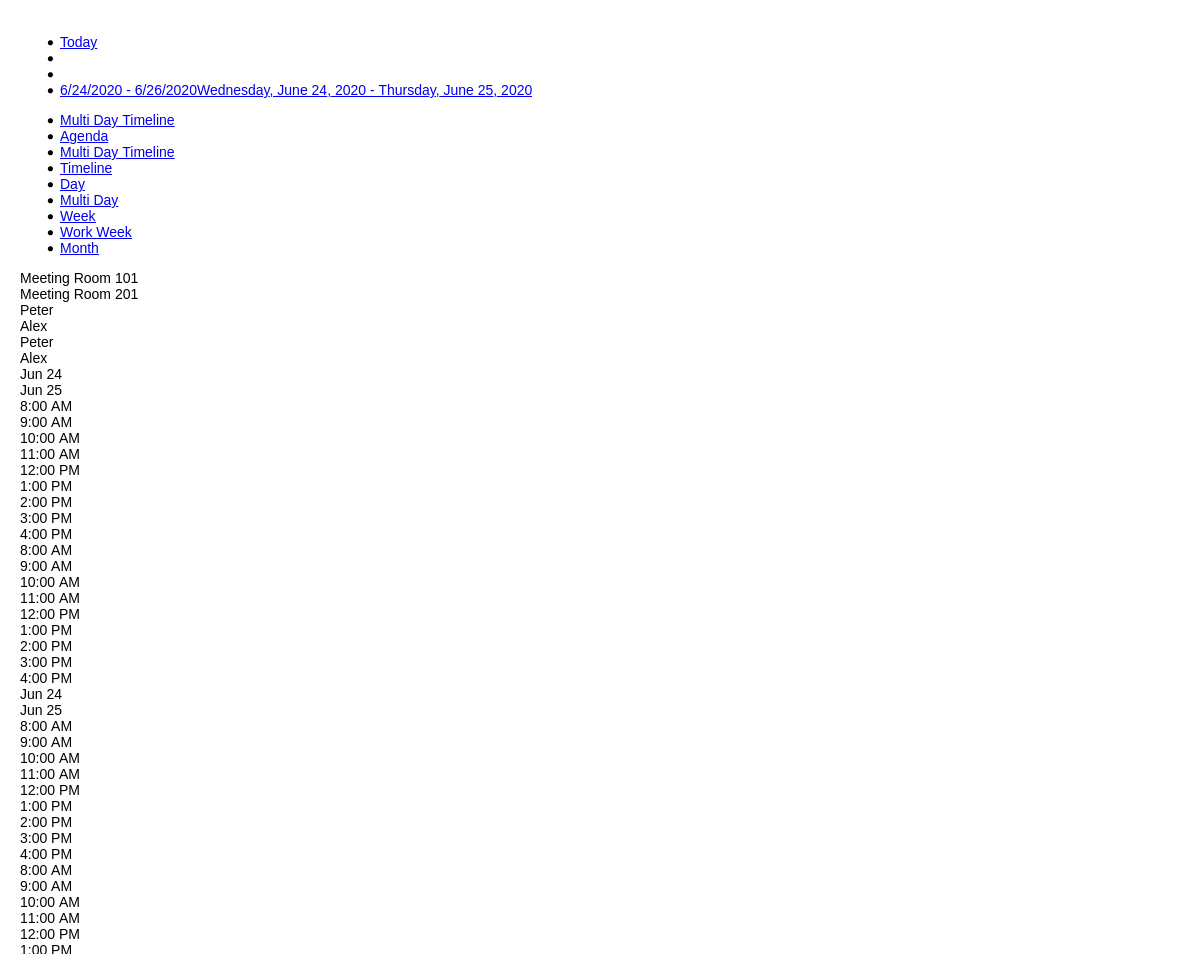 Today
6/24/2020 - 6/26/2020Wednesday, June 24, 2020 - Thursday, June 25, 2020
Multi Day Timeline
Agenda
Multi Day Timeline
Timeline
Day
Multi Day
Week
Work Week
Month
Meeting Room 101
Meeting Room 201
Peter
Alex
Peter
Alex
Jun 24
Jun 25
8:00 AM
9:00 AM
10:00 AM
11:00 AM
12:00 PM
1:00 PM
2:00 PM
3:00 PM
4:00 PM
8:00 AM
9:00 AM
10:00 AM
11:00 AM
12:00 PM
1:00 PM
2:00 PM
3:00 PM
4:00 PM
Jun 24
Jun 25
8:00 AM
9:00 AM
10:00 AM
11:00 AM
12:00 PM
1:00 PM
2:00 PM
3:00 PM
4:00 PM
8:00 AM
9:00 AM
10:00 AM
11:00 AM
12:00 PM
1:00 PM